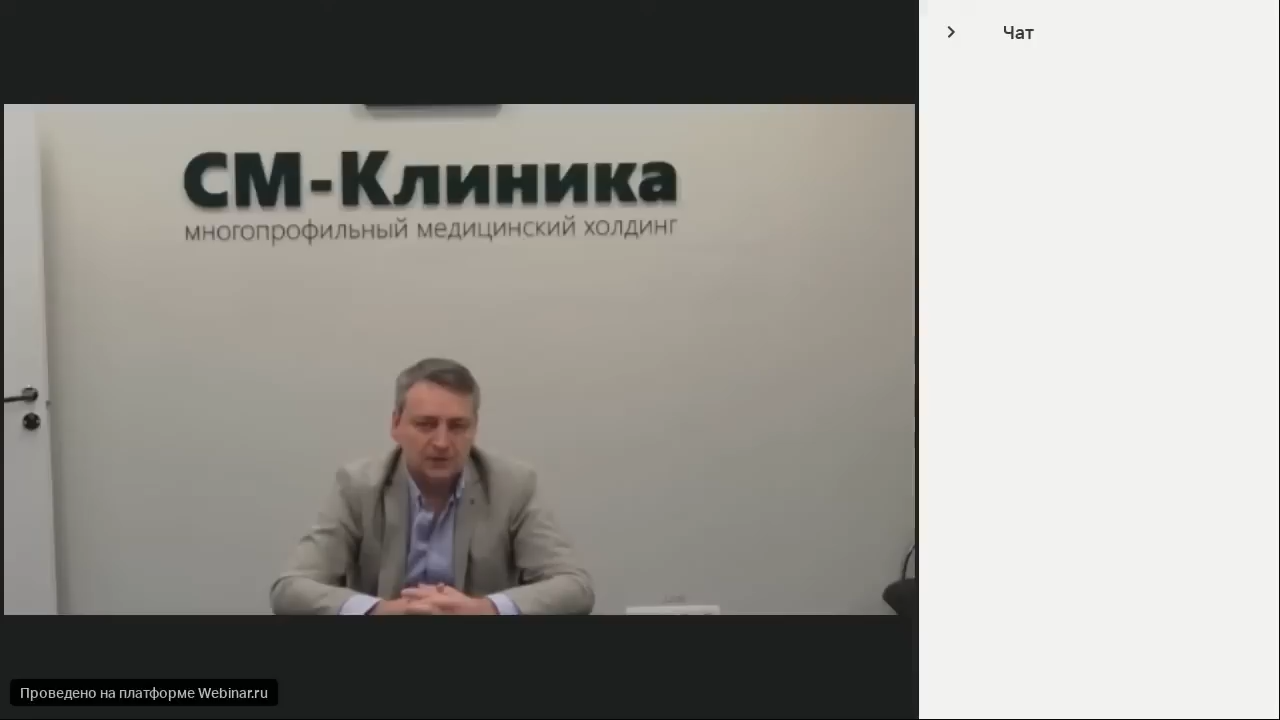 Чат
СМ-Клиника
многопрофильный медицинский холдинг
Проведено на платформе Webinar.ru